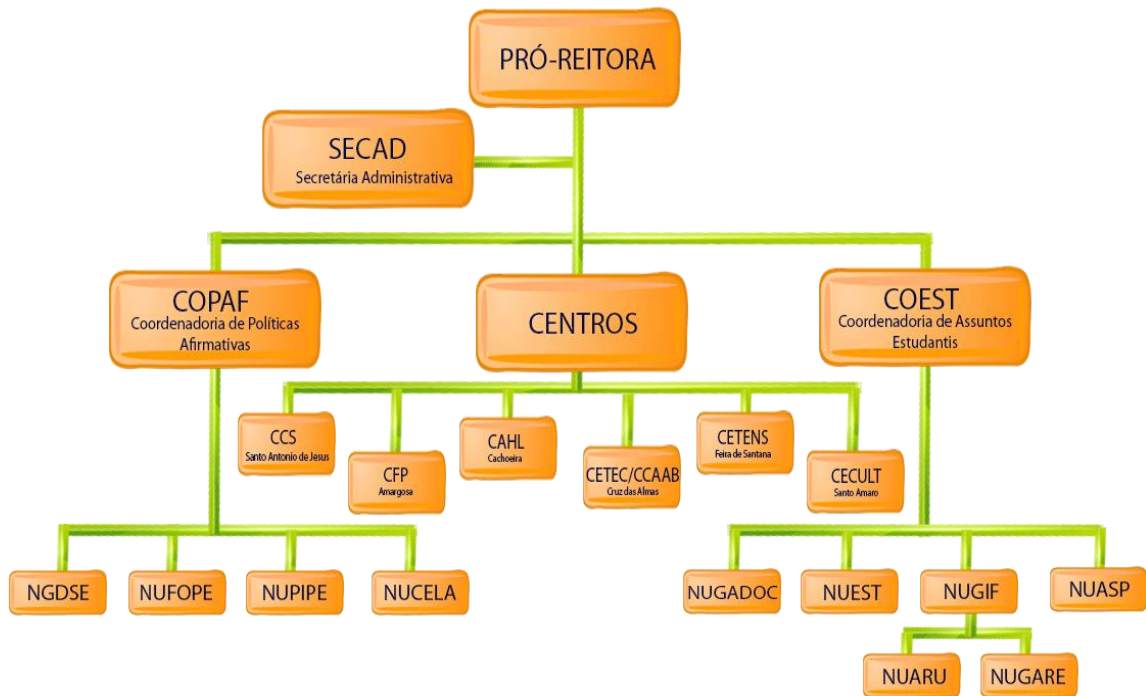 PRÓ-REITORA
SECAD
Secretária Administrativa
COPAF
Coordenadoria de Políticas
Afirmativas
CENTROS
COEST
Coordenadoria de Assuntos
Estudantis
CCS
Santo Antonio de Jesus
CFP
Amargosa
CAHL
Cachoeira
CETEC/CCAAB
Cruz das Almas
CETENS
Feira de Santana
CECULT
Santo Amaro
NGDSE
NUFOPE
NUPIPE
NUCELA
NUGADOC
NUEST
NUGIF
NUASP
NUARU
NUGARE